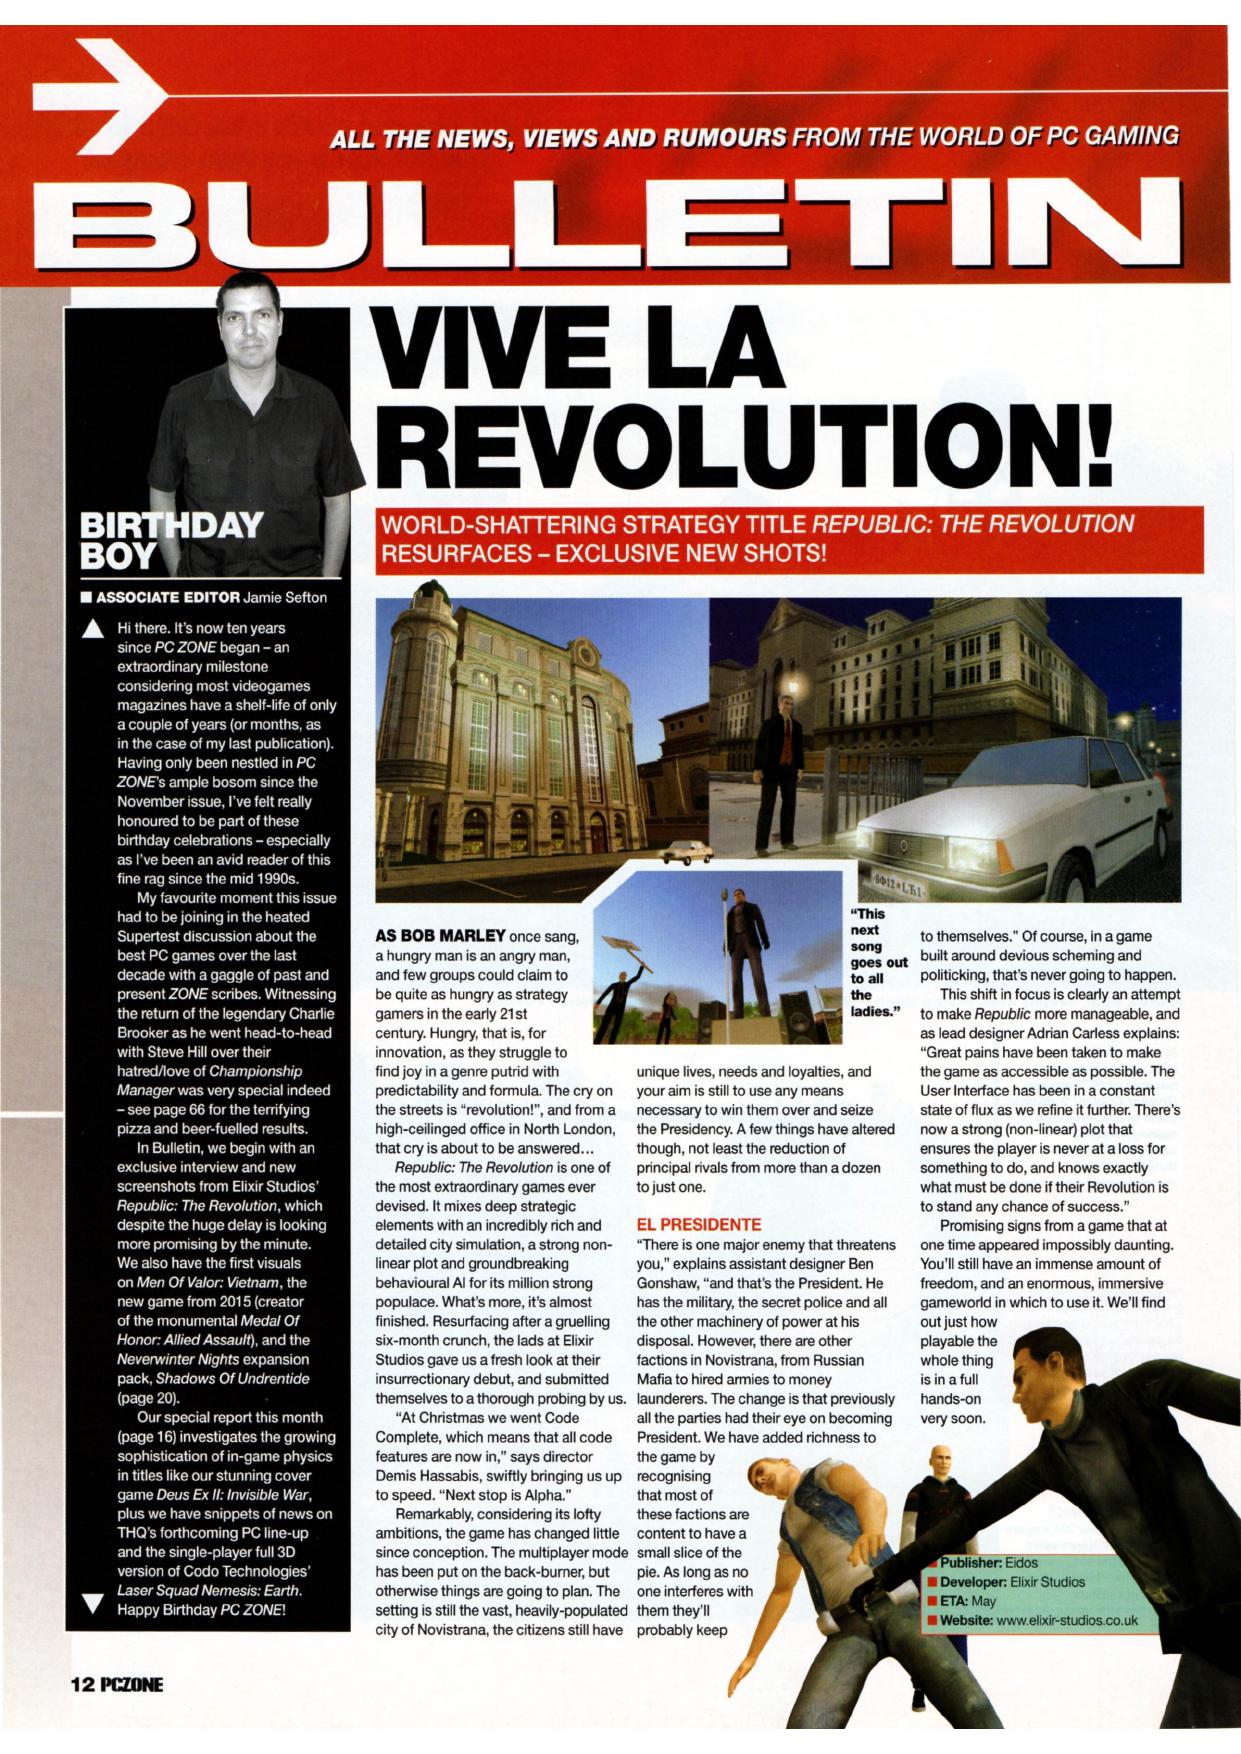 ALL THE NEWS, VIEWS AND RUMOURS FROM THE WORLD OF PC GAMING
BULLETIN
BIRTHDAY
BOY
■ ASSOCIATE EDITOR Jamie Sefton
Hi there. It's now ten years
since PC ZONE began – an
extraordinary milestone
considering most videogames
magazines have a shelf-life of only
a couple of years (or months, as
in the case of my last publication).
Having only been nestled in PC
ZONE's ample bosom since the
November issue, I've felt really
honoured to be part of these
birthday celebrations – especially
as I've been an avid reader of this
fine rag since the mid 1990s.
My favourite moment this issue
had to be joining in the heated
Supertest discussion about the
best PC games over the last
decade with a gaggle of past and
present ZONE scribes. Witnessing
the return of the legendary Charlie
Brooker as he went head-to-head
with Steve Hill over their
hatred/love of Championship
Manager was very special indeed
– see page 66 for the terrifying
pizza and beer-fuelled results.
In Bulletin, we begin with an
exclusive interview and new
screenshots from Elixir Studios'
Republic: The Revolution, which
despite the huge delay is looking
more promising by the minute.
We also have the first visuals
on Men Of Valor: Vietnam, the
new game from 2015 (creator
of the monumental Medal Of
Honor: Allied Assault), and the
Neverwinter Nights expansion
pack, Shadows Of Undrentide
(page 20).
Our special report this month
(page 16) investigates the growing
sophistication of in-game physics
in titles like our stunning cover
game Deus Ex II: Invisible War,
plus we have snippets of news on
THQ's forthcoming PC line-up
and the single-player full 3D
version of Codo Technologies'
Laser Squad Nemesis: Earth.
Happy Birthday PC ZONE!
VIVE LA
REVOLUTION!
WORLD-SHATTERING STRATEGY TITLE REPUBLIC: THE REVOLUTION
RESURFACES – EXCLUSIVE NEW SHOTS!
"This
next
song
goes out
to all
the
ladies."
AS BOB MARLEY once sang,
a hungry man is an angry man,
and few groups could claim to
be quite as hungry as strategy
gamers in the early 21st
century. Hungry, that is, for
innovation, as they struggle to
find joy in a genre putrid with
predictability and formula. The cry on
the streets is "revolution!", and from a
high-ceilinged office in North London,
that cry is about to be answered...
Republic: The Revolution is one of
the most extraordinary games ever
devised. It mixes deep strategic
elements with an incredibly rich and
detailed city simulation, a strong non-
linear plot and groundbreaking
behavioural AI for its million strong
populace. What's more, it's almost
finished. Resurfacing after a gruelling
six-month crunch, the lads at Elixir
Studios gave us a fresh look at their
insurrectionary debut, and submitted
themselves to a thorough probing by us.
"At Christmas we went Code
Complete, which means that all code
features are now in," says director
Demis Hassabis, swiftly bringing us up
to speed. "Next stop is Alpha."
Remarkably, considering its lofty
ambitions, the game has changed little
since conception. The multiplayer mode
has been put on the back-burner, but
otherwise things are going to plan. The
setting is still the vast, heavily-populated
city of Novistrana, the citizens still have
unique lives, needs and loyalties, and
your aim is still to use any means
necessary to win them over and seize
the Presidency. A few things have altered
though, not least the reduction of
principal rivals from more than a dozen
to just one.
EL PRESIDENTE
"There is one major enemy that threatens
you," explains assistant designer Ben
Gonshaw, "and that's the President. He
has the military, the secret police and all
the other machinery of power at his
disposal. However, there are other
factions in Novistrana, from Russian
Mafia to hired armies to money
launderers. The change is that previously
all the parties had their eye on becoming
President. We have added richness to
the game by
recognising
that most of
these factions are
content to have a
small slice of the
pie. As long as no
one interferes with
them they'll
probably keep
to themselves." Of course, in a game
built around devious scheming and
politicking, that's never going to happen.
This shift in focus is clearly an attempt
to make Republic more manageable, and
as lead designer Adrian Carless explains:
"Great pains have been taken to make
the game as accessible as possible. The
User Interface has been in a constant
state of flux as we refine it further. There's
now a strong (non-linear) plot that
ensures the player is never at a loss for
something to do, and knows exactly
what must be done if their Revolution is
to stand any chance of success."
Promising signs from a game that at
one time appeared impossibly daunting.
You'll still have an immense amount of
freedom, and an enormous, immersive
gameworld in which to use it. We'll find
out just how
playable the
whole thing
is in a full
hands-on
very soon.
■ Publisher: Eidos
■ Developer: Elixir Studios
■ ETA: May
■ Website: www.elixir-studios.co.uk
12 PCZONE